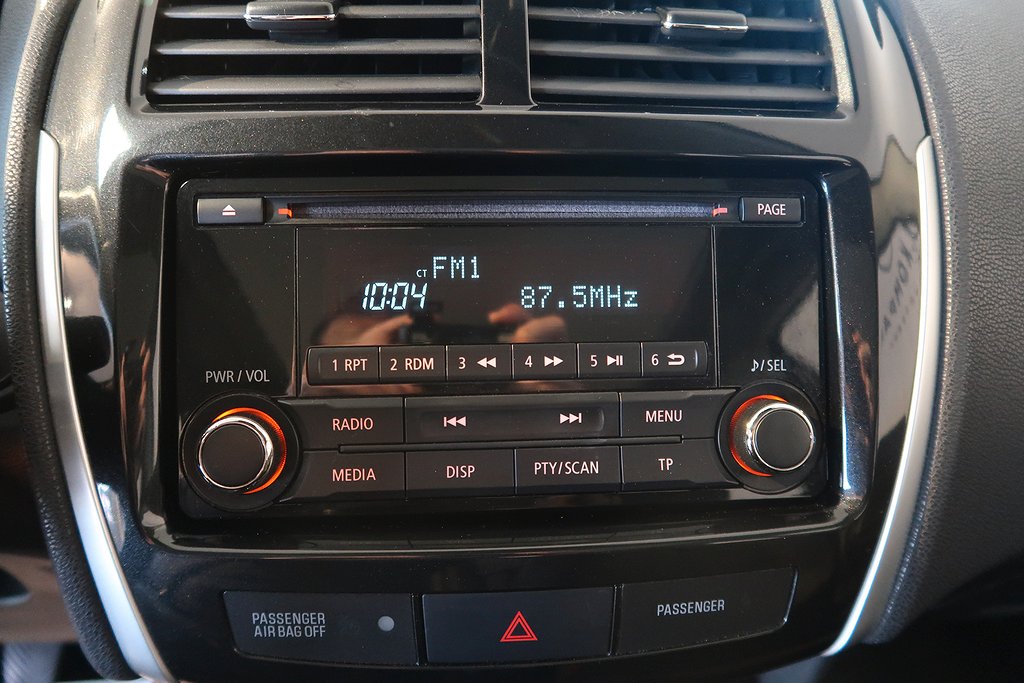 PAGE
CT FM1
10:04 87.5MHz
1 RPT 2 RDM 3 4 5 6
PWR / VOL
/ SEL
RADIO
MENU
MEDIA DISP PTY/SCAN TP
PASSENGER
AIR BAG OFF
PASSENGER